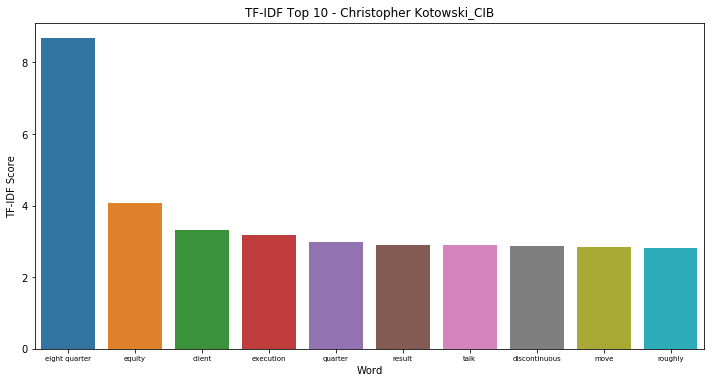 TF-IDF Top 10 - Christopher Kotowski_CIB
TF-IDF Score
8
6
4
2
0
eight quarter equity client execution quarter result talk discontinuous move roughly
Word